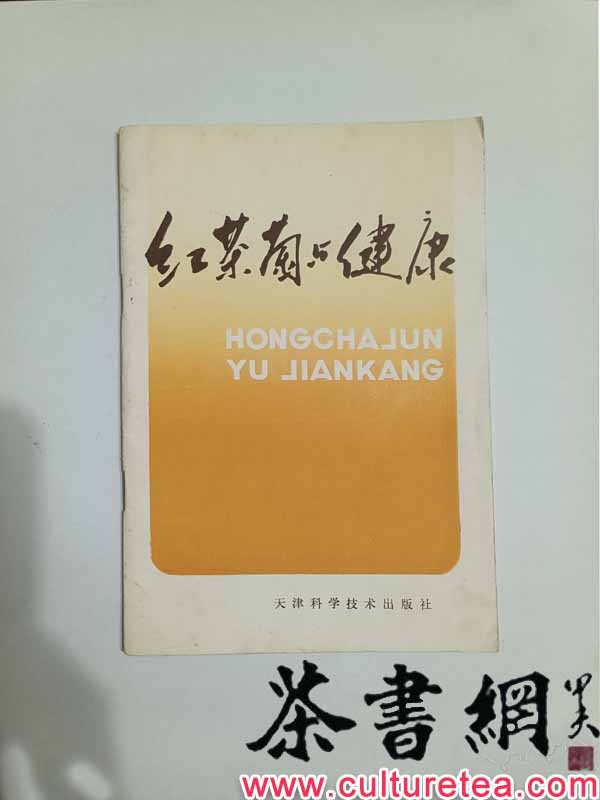 红茶菌与健康
HONGCHAJUN
YU JIANKANG
天津科学技术出版社
茶書網
www.culturetea.com